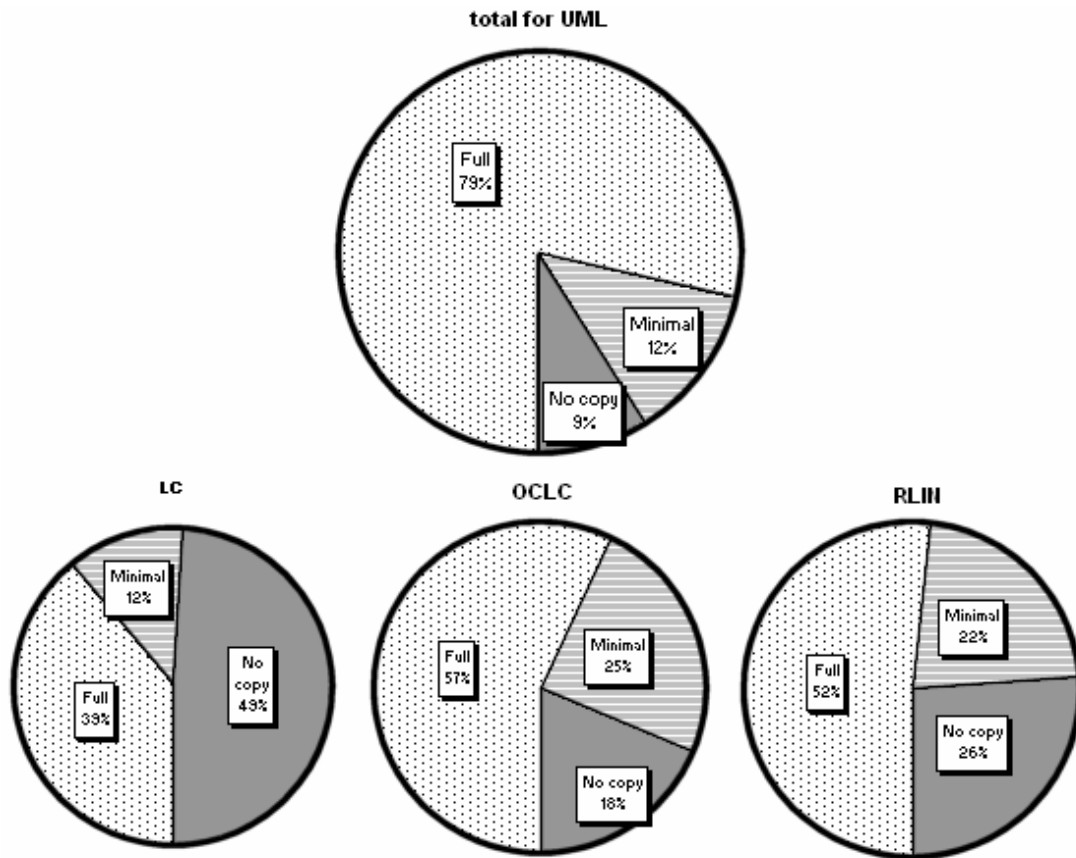 total for UML
Full
79%
Minimal
12%
No copy
9%
LC
Minimal
12%
No
copy
49%
Full
39%
OCLC
Full
57%
Minimal
25%
No copy
18%
RLIN
Minimal
22%
Full
52%
No copy
26%